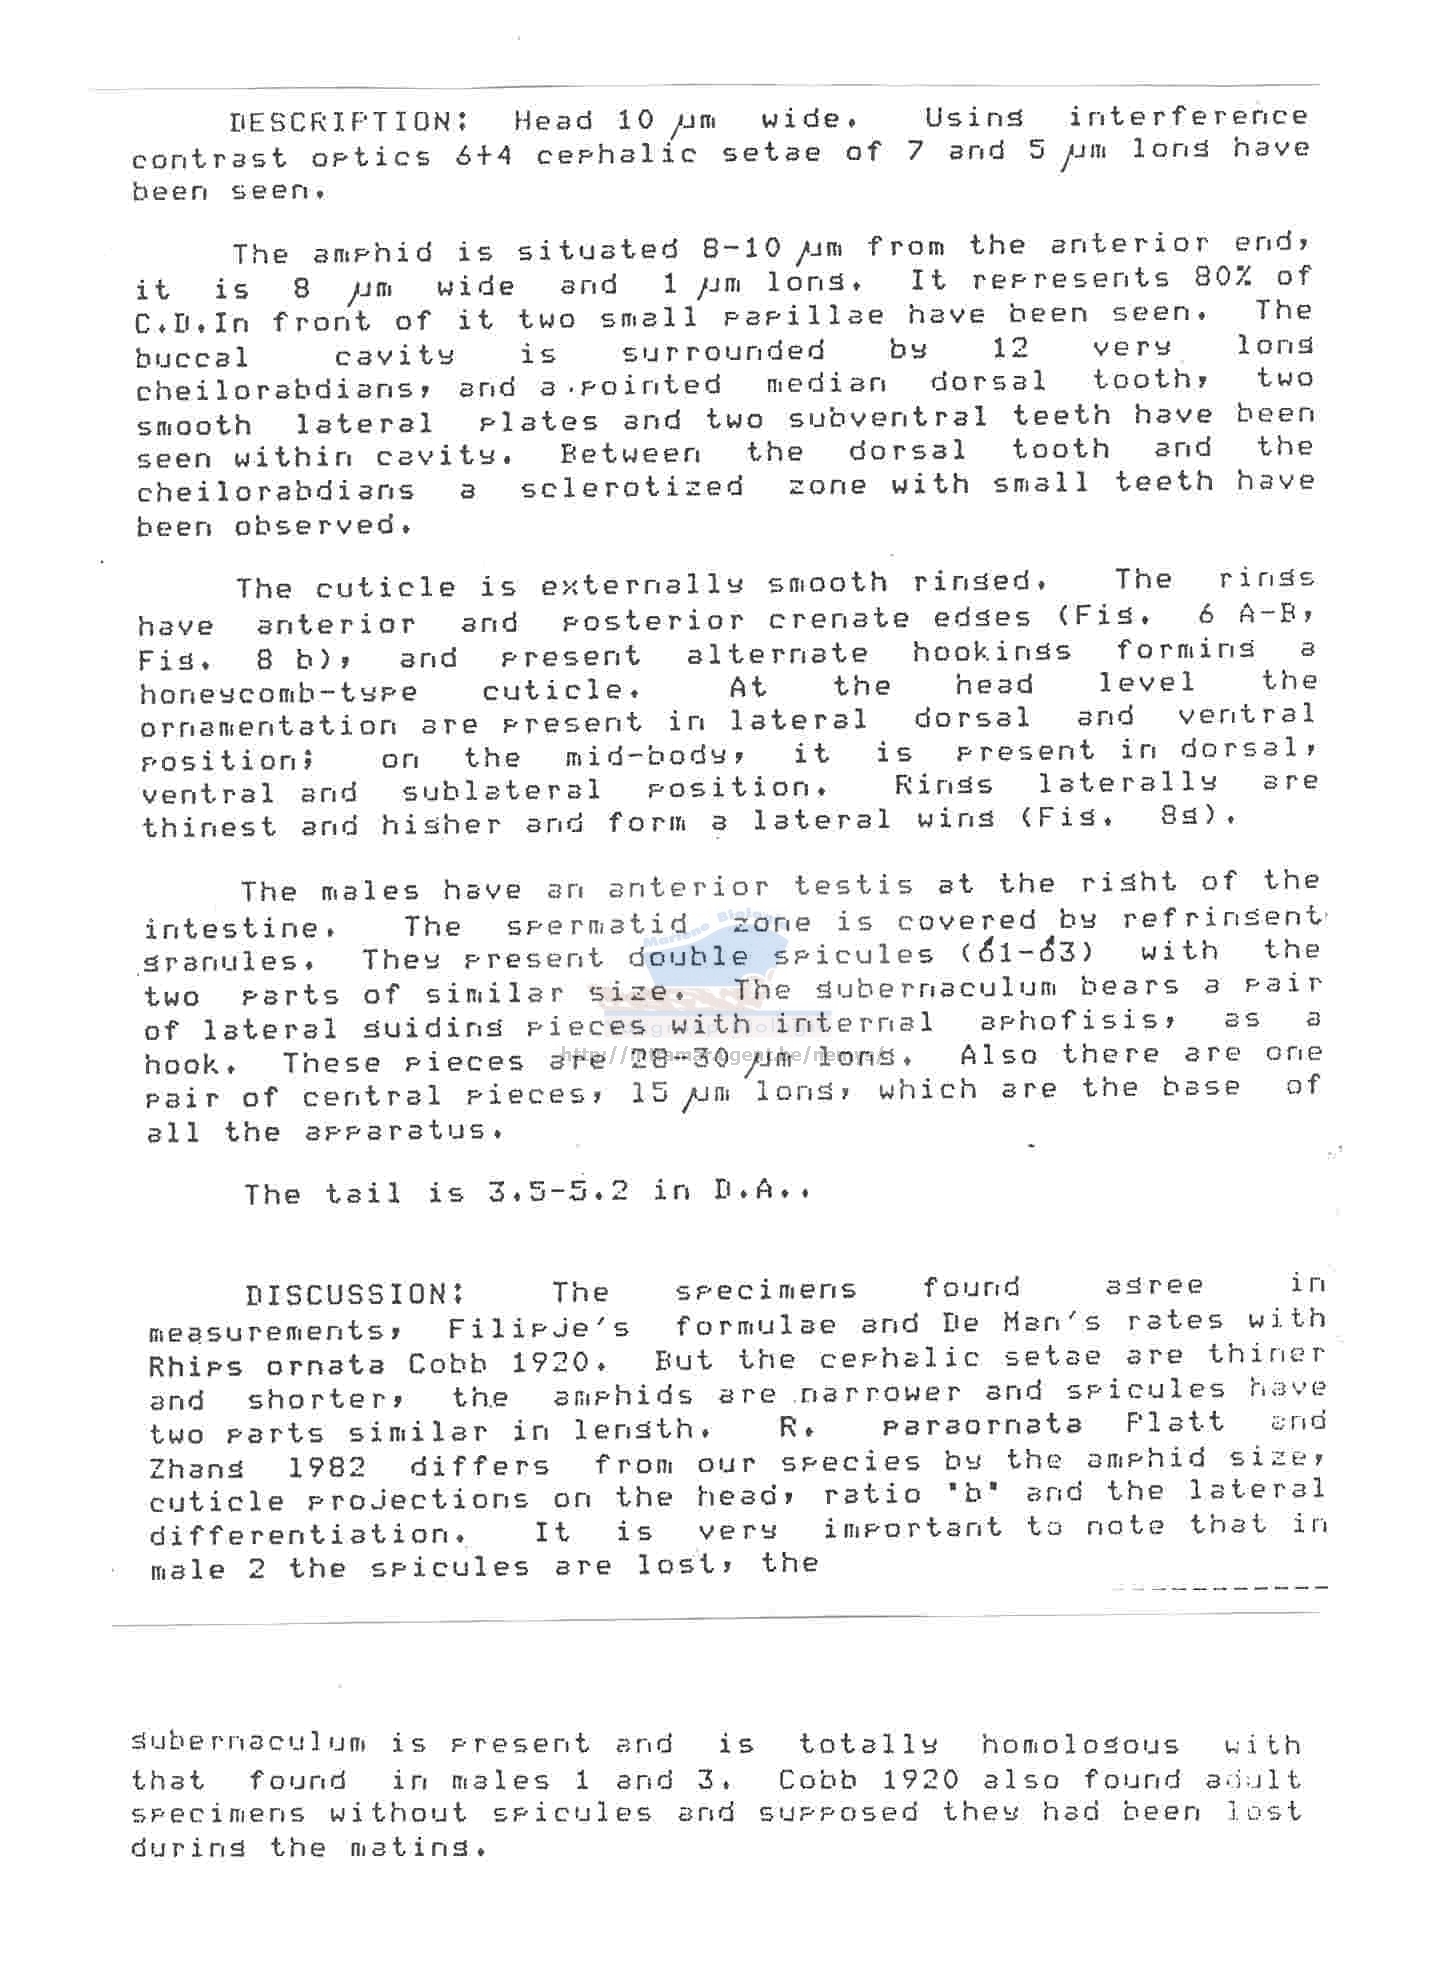 DESCRIPTION: Head 10 µm wide. Using interference
contrast optics 6+4 cephalic setae of 7 and 5 µm long have
been seen.
The amphid is situated 8-10 µm from the anterior end,
it is 8 µm wide and 1 µm long. It represents 80% of
C.D.In front of it two small papillae have been seen. The
buccal cavity is surrounded by 12 very long
cheilorabdians, and a pointed median dorsal tooth, two
smooth lateral plates and two subventral teeth have been
seen within cavity. Between the dorsal tooth and the
cheilorabdians a sclerotized zone with small teeth have
been observed.
The cuticle is externally smooth ringed. The rings
have anterior and posterior crenate edges (Fig. 6 A-B,
Fig. 8 b), and present alternate hookings forming a
honeycomb-type cuticle. At the head level the
ornamentation are present in lateral dorsal and ventral
position; on the mid-body, it is present in dorsal,
ventral and sublateral position. Rings laterally are
thinest and higher and form a lateral wing (Fig. 8g).
The males have an anterior testis at the right of the
intestine. The spermatid zone is covered by refringent
granules. They present double spicules (♂1-♂3) with the
two parts of similar size. The gubernaculum bears a pair
of lateral guiding pieces with internal aphofisis, as a
hook. These pieces are 28-30 µm long. Also there are one
pair of central pieces, 15 µm long, which are the base of
all the apparatus.
The tail is 3.5-5.2 in D.A..
DISCUSSION: The specimens found agree in
measurements, Filipje's formulae and De Man's rates with
Rhips ornata Cobb 1920. But the cephalic setae are thiner
and shorter, the amphids are narrower and spicules have
two parts similar in length. R. paraornata Platt and
Zhang 1982 differs from our species by the amphid size,
cuticle projections on the head, ratio "b" and the lateral
differentiation. It is very important to note that in
male 2 the spicules are lost, the
gubernaculum is present and is totally homologous with
that found in males 1 and 3. Cobb 1920 also found adult
specimens without spicules and supposed they had been lost
during the mating.
Marine Biology